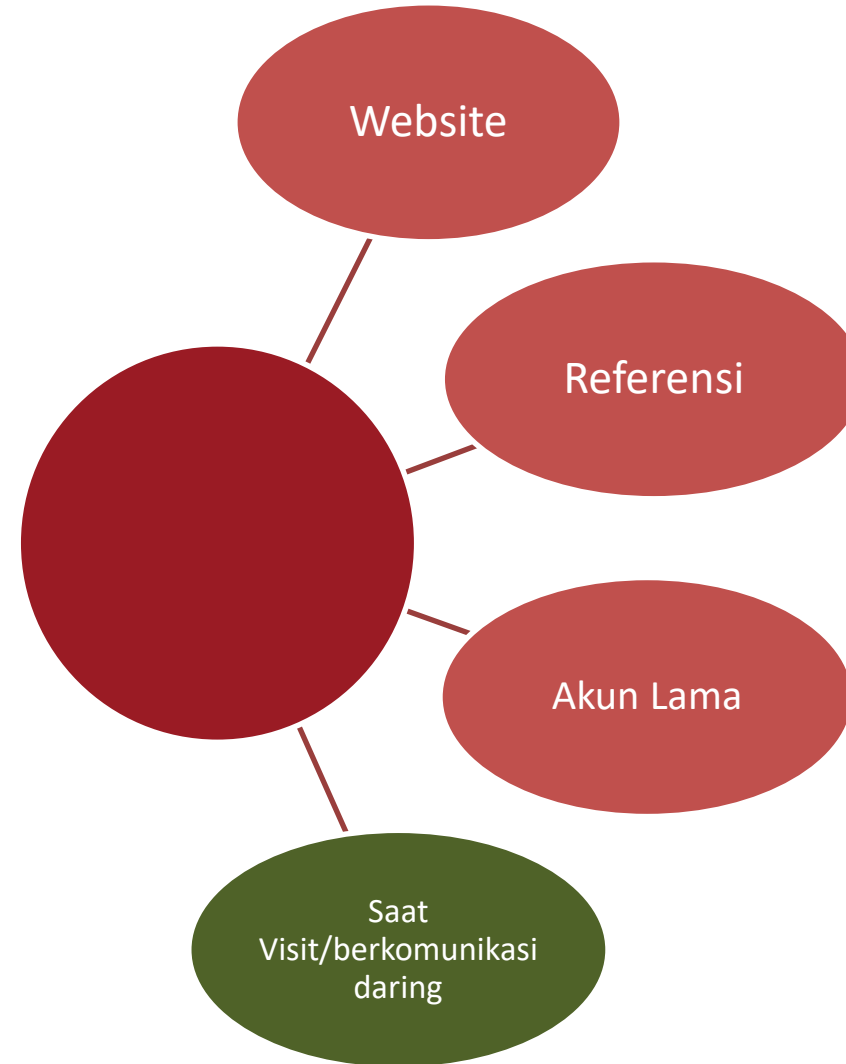 Website
Referensi
Akun Lama
Saat
Visit/berkomunikasi
daring